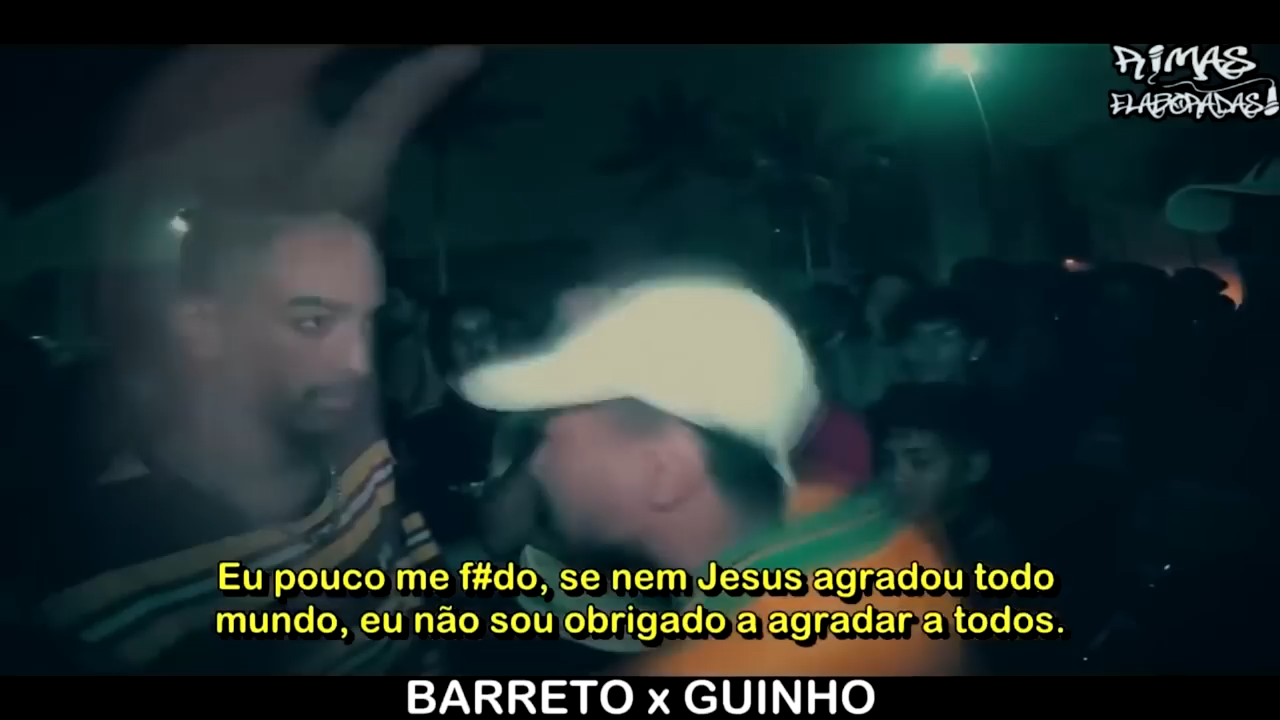 RIMAS
ELABORADAS!
Eu pouco me f#do, se nem Jesus agradou todo
mundo, eu não sou obrigado a agradar a todos.
BARRETO x GUINHO